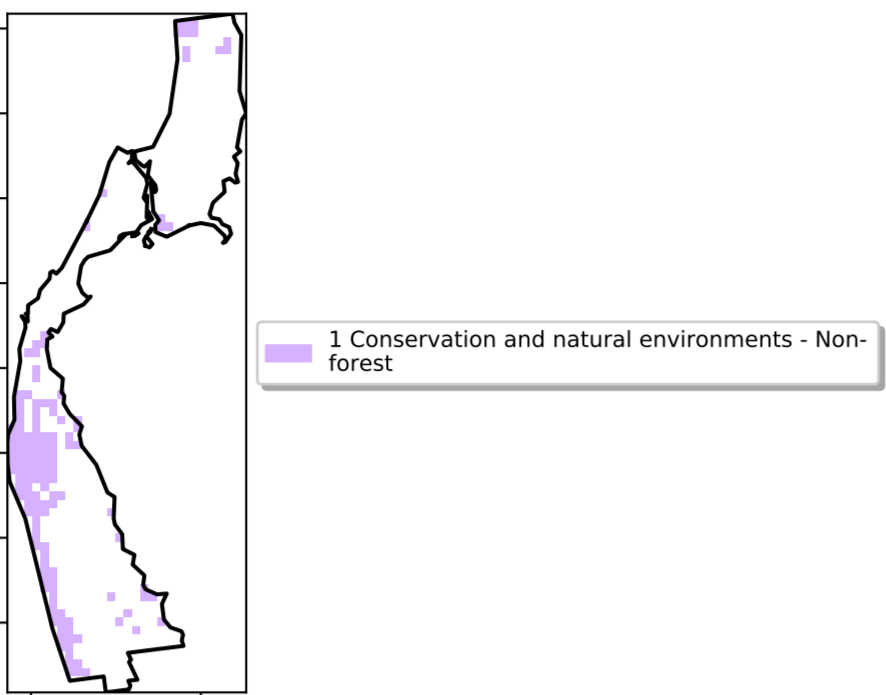 1 Conservation and natural environments - Non-
forest